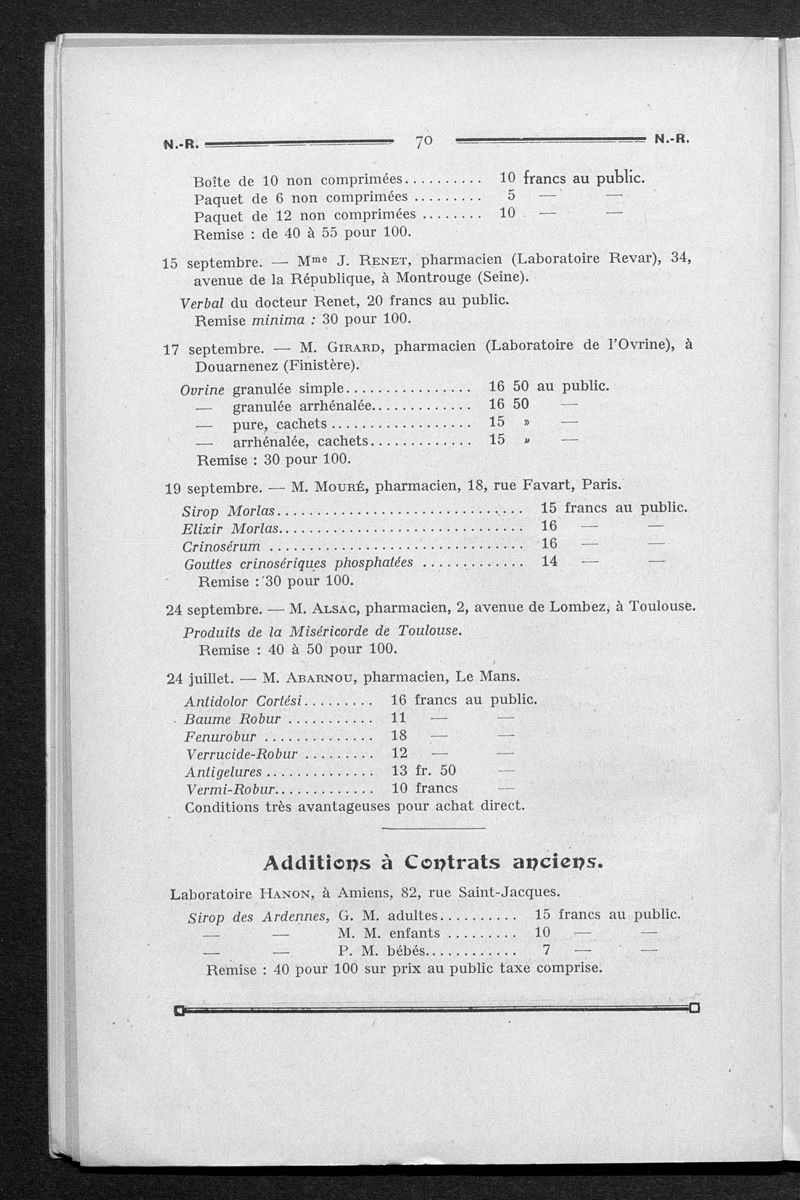 N.-R. 70 N.-R.
Boîte de 10 non comprimées.......... 10 francs au public.
Paquet de 6 non comprimées ......... 5 — —
Paquet de 12 non comprimées ........ 10 — —
Remise : de 40 à 55 pour 100.
15 septembre. — Mme J. RENET, pharmacien (Laboratoire Revar), 34,
avenue de la République, à Montrouge (Seine).
Verbal du docteur Renet, 20 francs au public.
Remise minima : 30 pour 100.
17 septembre. — M. GIRARD, pharmacien (Laboratoire de l'Ovrine), à
Douarnenez (Finistère).
Ovrine granulée simple................ 16 50 au public.
— granulée arrhénalée............. 16 50 —
— pure, cachets .................. 15 » —
— arrhénalée, cachets............. 15 » —
Remise : 30 pour 100.
19 septembre. — M. MOURÉ, pharmacien, 18, rue Favart, Paris.
Sirop Morlas............................... 15 francs au public.
Elixir Morlas............................... 16 — —
Crinosérum ................................ 16 — —
Gouttes crinosériques phosphatées ............. 14 — —
Remise : 30 pour 100.
24 septembre. — M. ALSAC, pharmacien, 2, avenue de Lombez, à Toulouse.
Produits de la Miséricorde de Toulouse.
Remise : 40 à 50 pour 100.
24 juillet. — M. ABARNOU, pharmacien, Le Mans.
Antidolor Cortési......... 16 francs au public.
Baume Robur ........... 11 — —
Fenurobur .............. 18 — —
Verrucide-Robur ......... 12 — —
Antigelures .............. 13 fr. 50 —
Vermi-Robur............. 10 francs —
Conditions très avantageuses pour achat direct.
Additions à Contrats anciens.
Laboratoire HANON, à Amiens, 82, rue Saint-Jacques.
Sirop des Ardennes, G. M. adultes.......... 15 francs au public.
— — M. M. enfants ......... 10 — —
— — P. M. bébés............ 7 — —
Remise : 40 pour 100 sur prix au public taxe comprise.